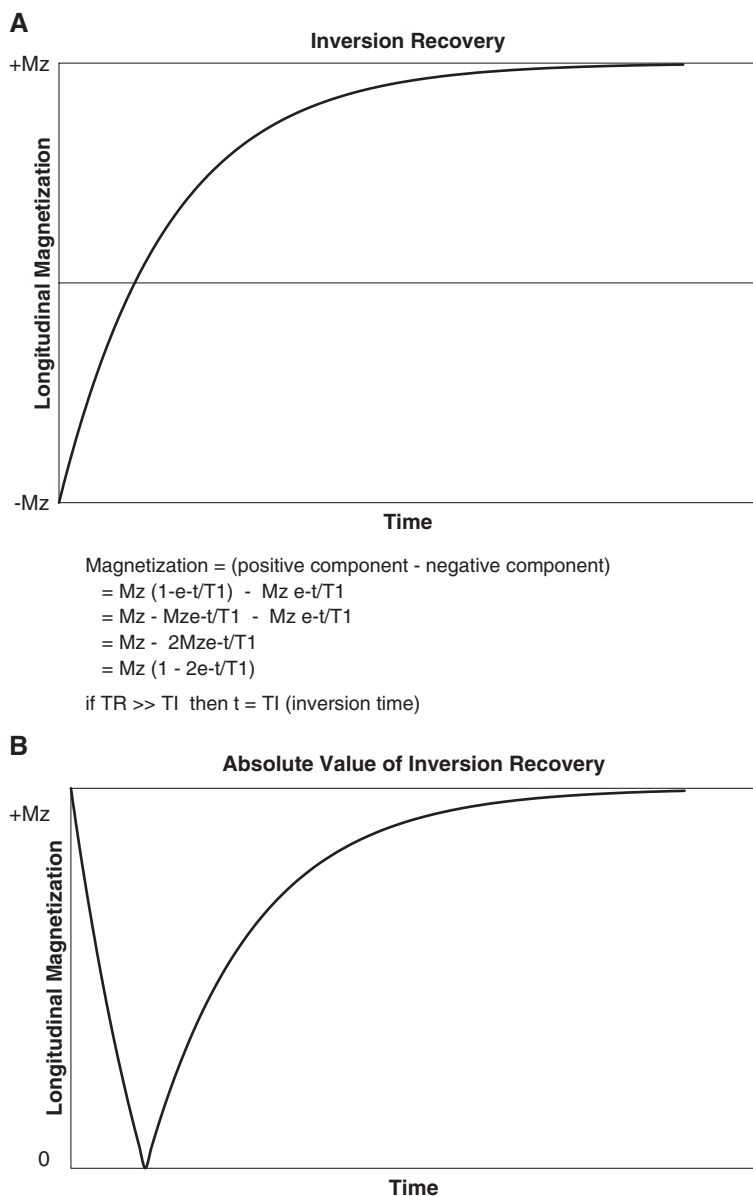 A
Inversion Recovery
+Mz
Longitudinal Magnetization
-Mz
Time
Magnetization = (positive component - negative component)
= Mz (1-e-t/T1) - Mz e-t/T1
= Mz - Mze-t/T1 - Mz e-t/T1
= Mz - 2Mze-t/T1
= Mz (1 - 2e-t/T1)
if TR >> TI then t = TI (inversion time)
B
Absolute Value of Inversion Recovery
+Mz
Longitudinal Magnetization
0
Time